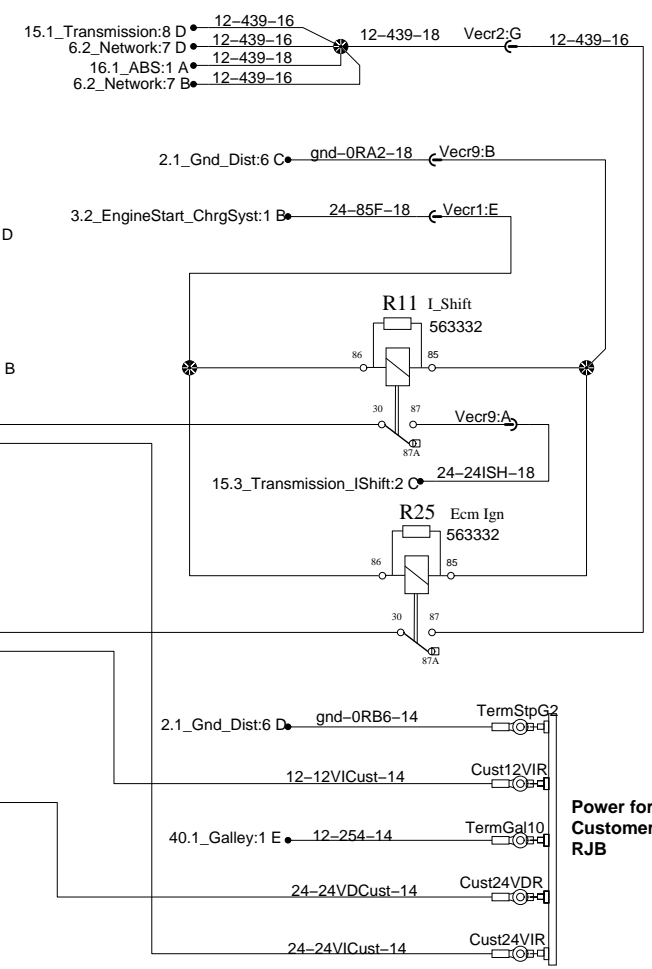 15.1_Transmission:8 D 12–439–16
6.2_Network:7 D 12–439–16 12–439–18 Vecr2:G 12–439–16
16.1_ABS:1 A 12–439–18
6.2_Network:7 B 12–439–16
2.1_Gnd_Dist:6 C gnd–0RA2–18 Vecr9:B
3.2_EngineStart_ChrgSyst:1 B 24–85F–18 Vecr1:E
D
R11 I_Shift
563332
86 85
B
30 87 Vecr9:A
87A
15.3_Transmission_IShift:2 C 24–24ISH–18
R25 Ecm Ign
563332
86 85
30 87
87A
2.1_Gnd_Dist:6 D gnd–0RB6–14 TermStpG2
12–12VICust–14 Cust12VIR
40.1_Galley:1 E 12–254–14 TermGal10
24–24VDCust–14 Cust24VDR
24–24VICust–14 Cust24VIR
Power for
Customer
RJB